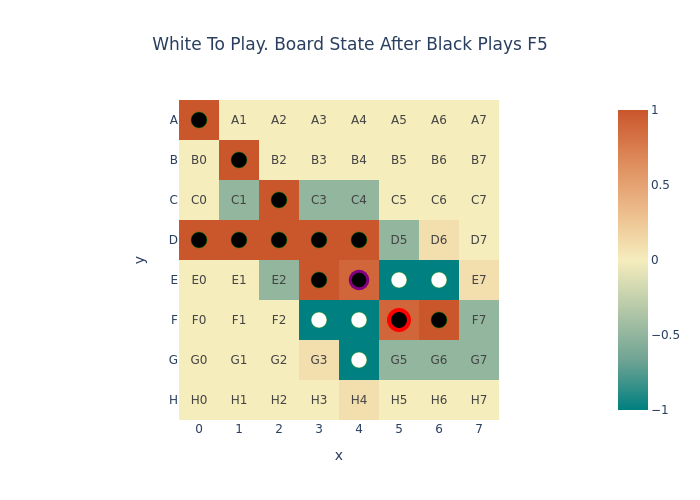 White To Play. Board State After Black Plays F5
A A1 A2 A3 A4 A5 A6 A7 1
B B0 B2 B3 B4 B5 B6 B7
C C0 C1 C3 C4 C5 C6 C7 0.5
D D5 D6 D7
y E E0 E1 E2 E7 0
F F0 F1 F2 F7 −0.5
G G0 G1 G2 G3 G5 G6 G7
H H0 H1 H2 H3 H4 H5 H6 H7 −1
0 1 2 3 4 5 6 7
x